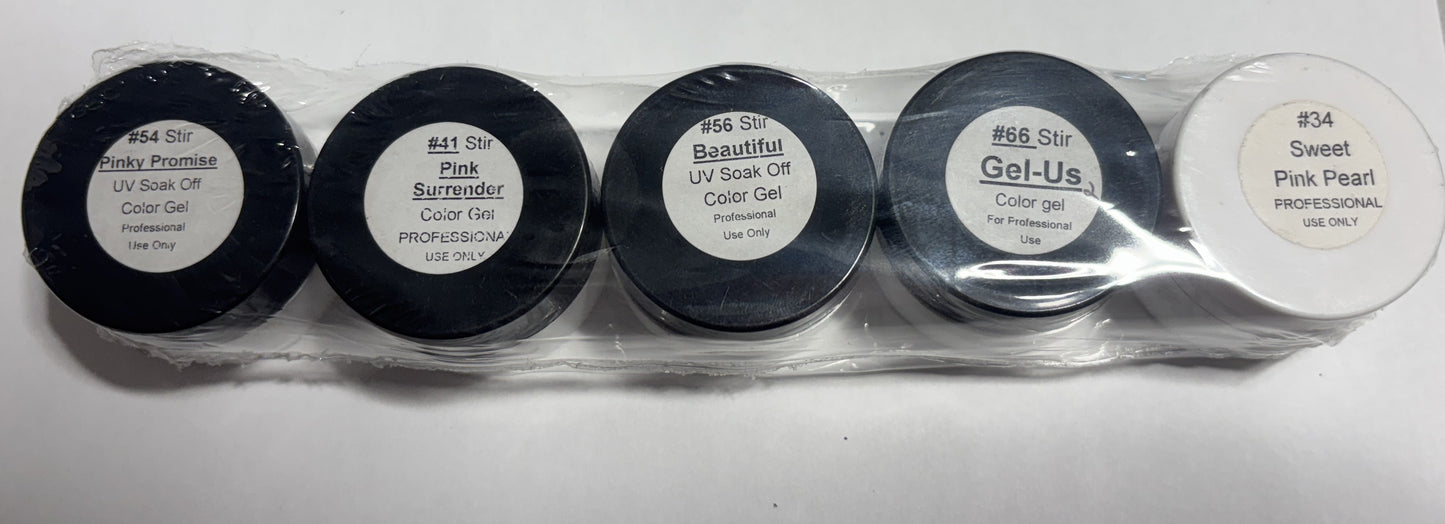 #54 Stir
Pinky Promise
UV Soak Off
Color Gel
Professional
Use Only
#41 Stir
Pink
Surrender
Color Gel
PROFESSIONA
USE ONLY
#56 Stir
Beautiful
UV Soak Off
Color Gel
Professional
Use Only
#66 Stir
Gel-Us
Color gel
For Professional
Use
#34
Sweet
Pink Pearl
PROFESSIONAL
USE ONLY